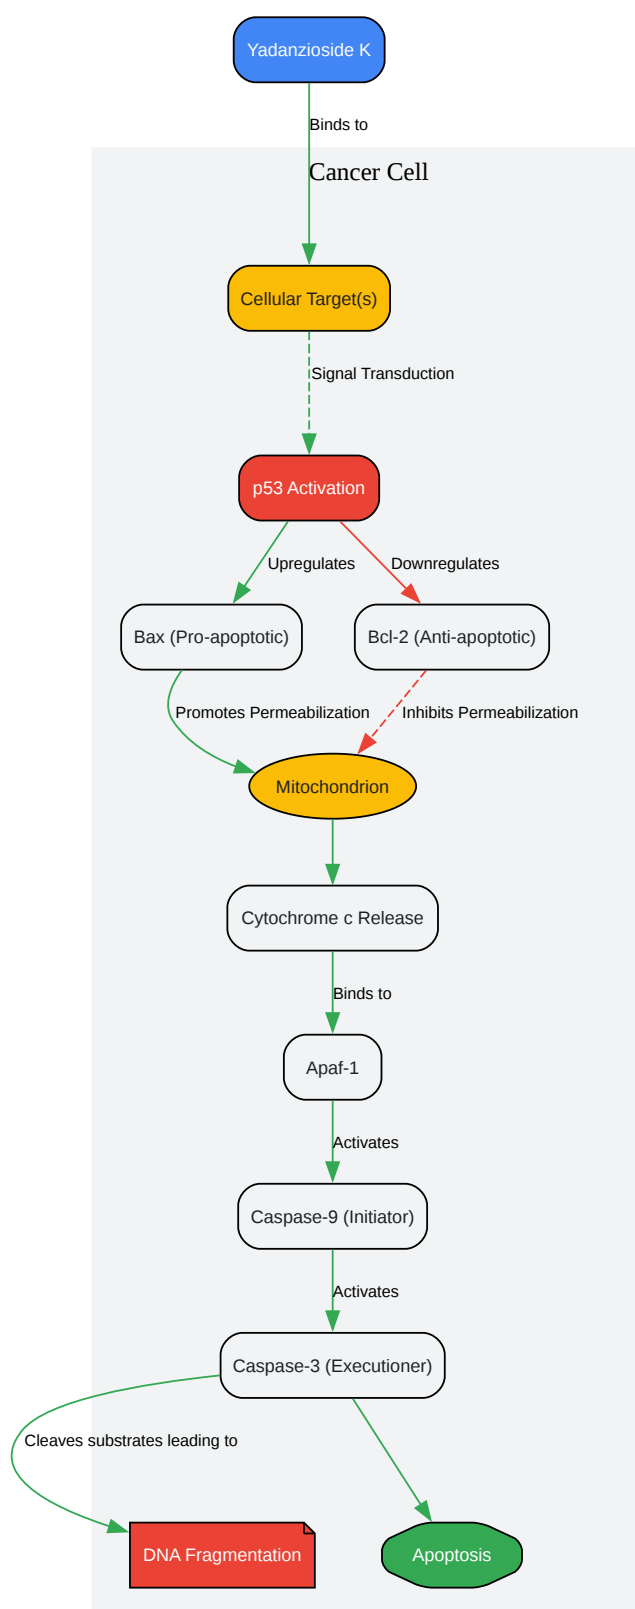 Yadanzioside K
Binds to
Cancer Cell
Cellular Target(s)
Signal Transduction
p53 Activation
Upregulates
Downregulates
Bax (Pro-apoptotic)
Bcl-2 (Anti-apoptotic)
Promotes Permeabilization
Inhibits Permeabilization
Mitochondrion
Cytochrome c Release
Binds to
Apaf-1
Activates
Caspase-9 (Initiator)
Activates
Caspase-3 (Executioner)
Cleaves substrates leading to
DNA Fragmentation
Apoptosis